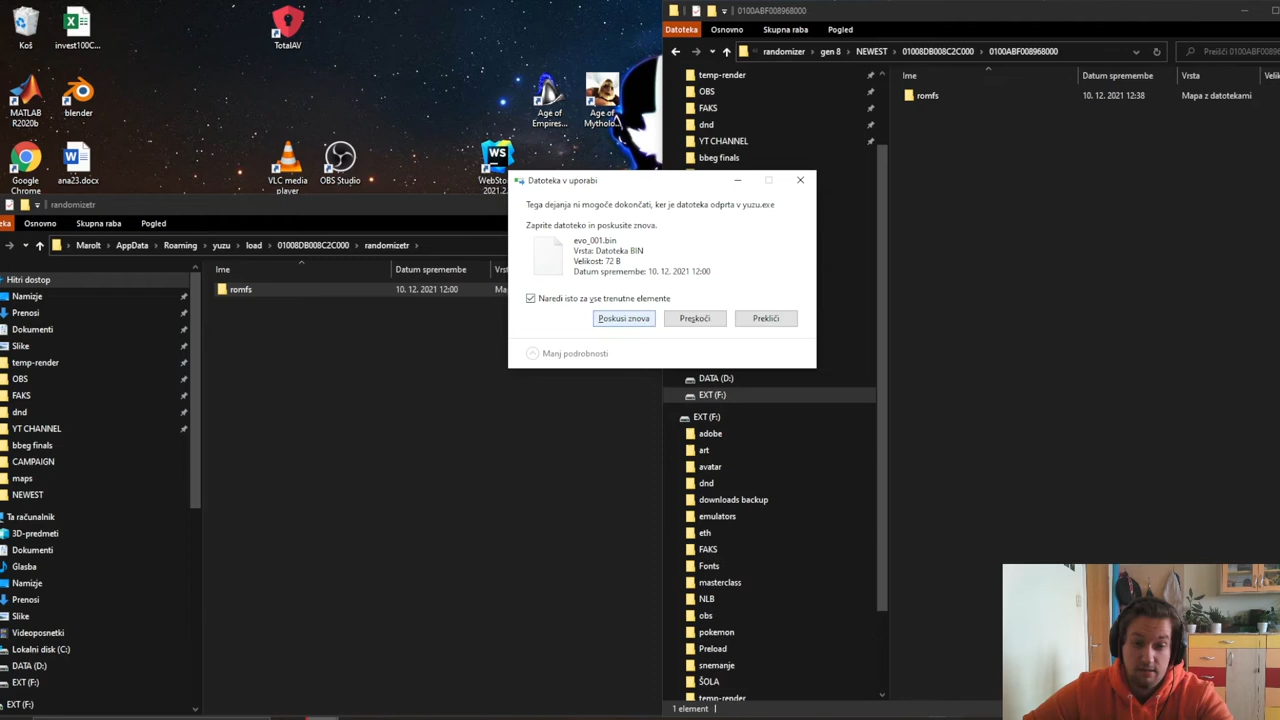 Koš
invest100C...
TotalAV
MATLAB
R2020b
blender
Age of
Empires...
Age of
Mytholo...
Google
Chrome
ana23.docx
VLC media
player
OBS Studio
WebSto...
2021.2...
WS
0100ABF008968000
Datoteka
Osnovno
Skupna raba
Pogled
randomizer
gen 8
NEWEST
01008DB008C2C000
0100ABF008968000
Preišči 0100ABF0089680
temp-render
OBS
FAKS
dnd
YT CHANNEL
bbeg finals
Ime
Datum spremembe
Vrsta
Velikost
romfs
10. 12. 2021 12:38
Mapa z datotekami
DATA (D:)
EXT (F:)
EXT (F:)
adobe
art
avatar
dnd
downloads backup
emulators
eth
FAKS
Fonts
masterclass
NLB
obs
pokemon
Preload
snemanje
ŠOLA
temp-render
1 element
Datoteka v uporabi
Tega dejanja ni mogoče dokončati, ker je datoteka odprta v yuzu.exe
Zaprite datoteko in poskusite znova.
evo_001.bin
Vrsta: Datoteka BIN
Velikost: 72 B
Datum spremembe: 10. 12. 2021 12:00
Naredi isto za vse trenutne elemente
Poskusi znova
Preskoči
Prekliči
Manj podrobnosti
randomizetr
Osnovno
Skupna raba
Pogled
Marolt
AppData
Roaming
yuzu
load
01008DB008C2C000
randomizetr
Ime
Datum spremembe
romfs
10. 12. 2021 12:00
Hitri dostop
Namizje
Prenosi
Dokumenti
Slike
temp-render
OBS
FAKS
dnd
YT CHANNEL
bbeg finals
CAMPAIGN
maps
NEWEST
Ta računalnik
3D-predmeti
Dokumenti
Glasba
Namizje
Prenosi
Slike
Videoposnetki
Lokalni disk (C:)
DATA (D:)
EXT (F:)
EXT (F:)